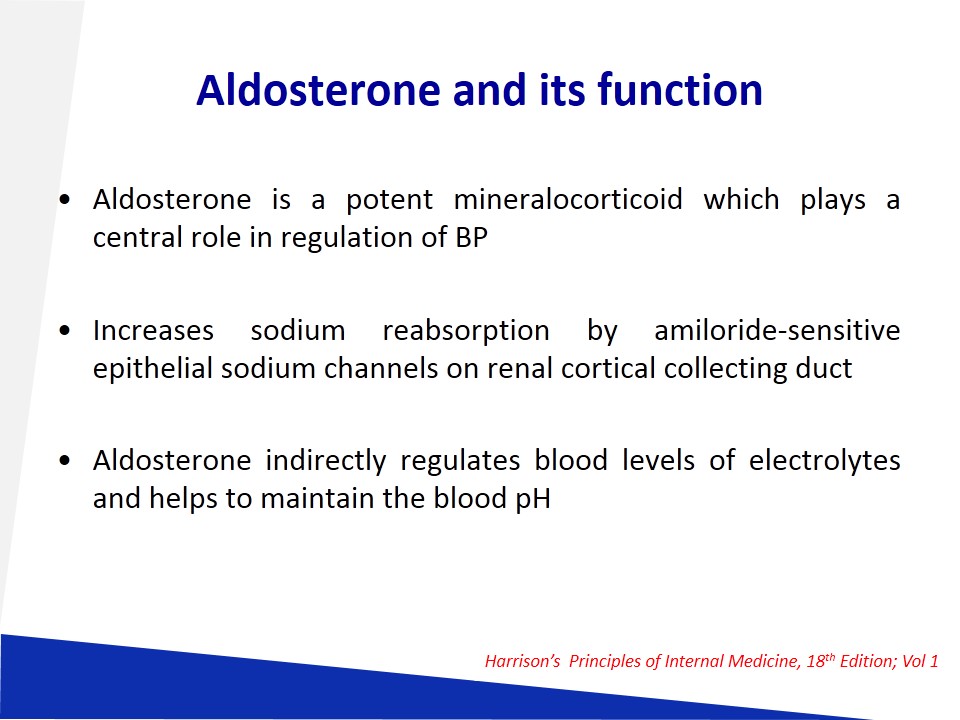 Aldosterone and its function
• Aldosterone is a potent mineralocorticoid which plays a
central role in regulation of BP
• Increases sodium reabsorption by amiloride-sensitive
epithelial sodium channels on renal cortical collecting duct
• Aldosterone indirectly regulates blood levels of electrolytes
and helps to maintain the blood pH
Harrison’s Principles of Internal Medicine, 18th Edition; Vol 1